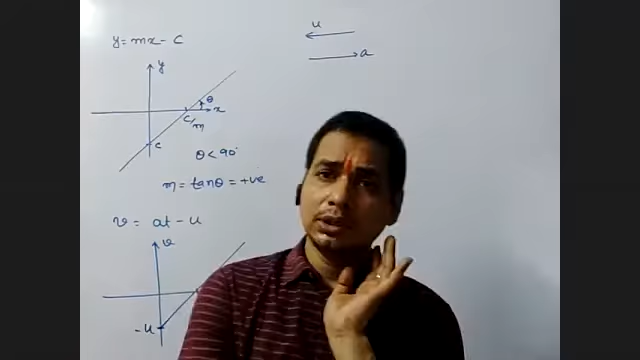 y = mx - c
u
a
y
θ
x
c/m
c
θ < 90°
m = tanθ = +ve
v = at - u
v
-u